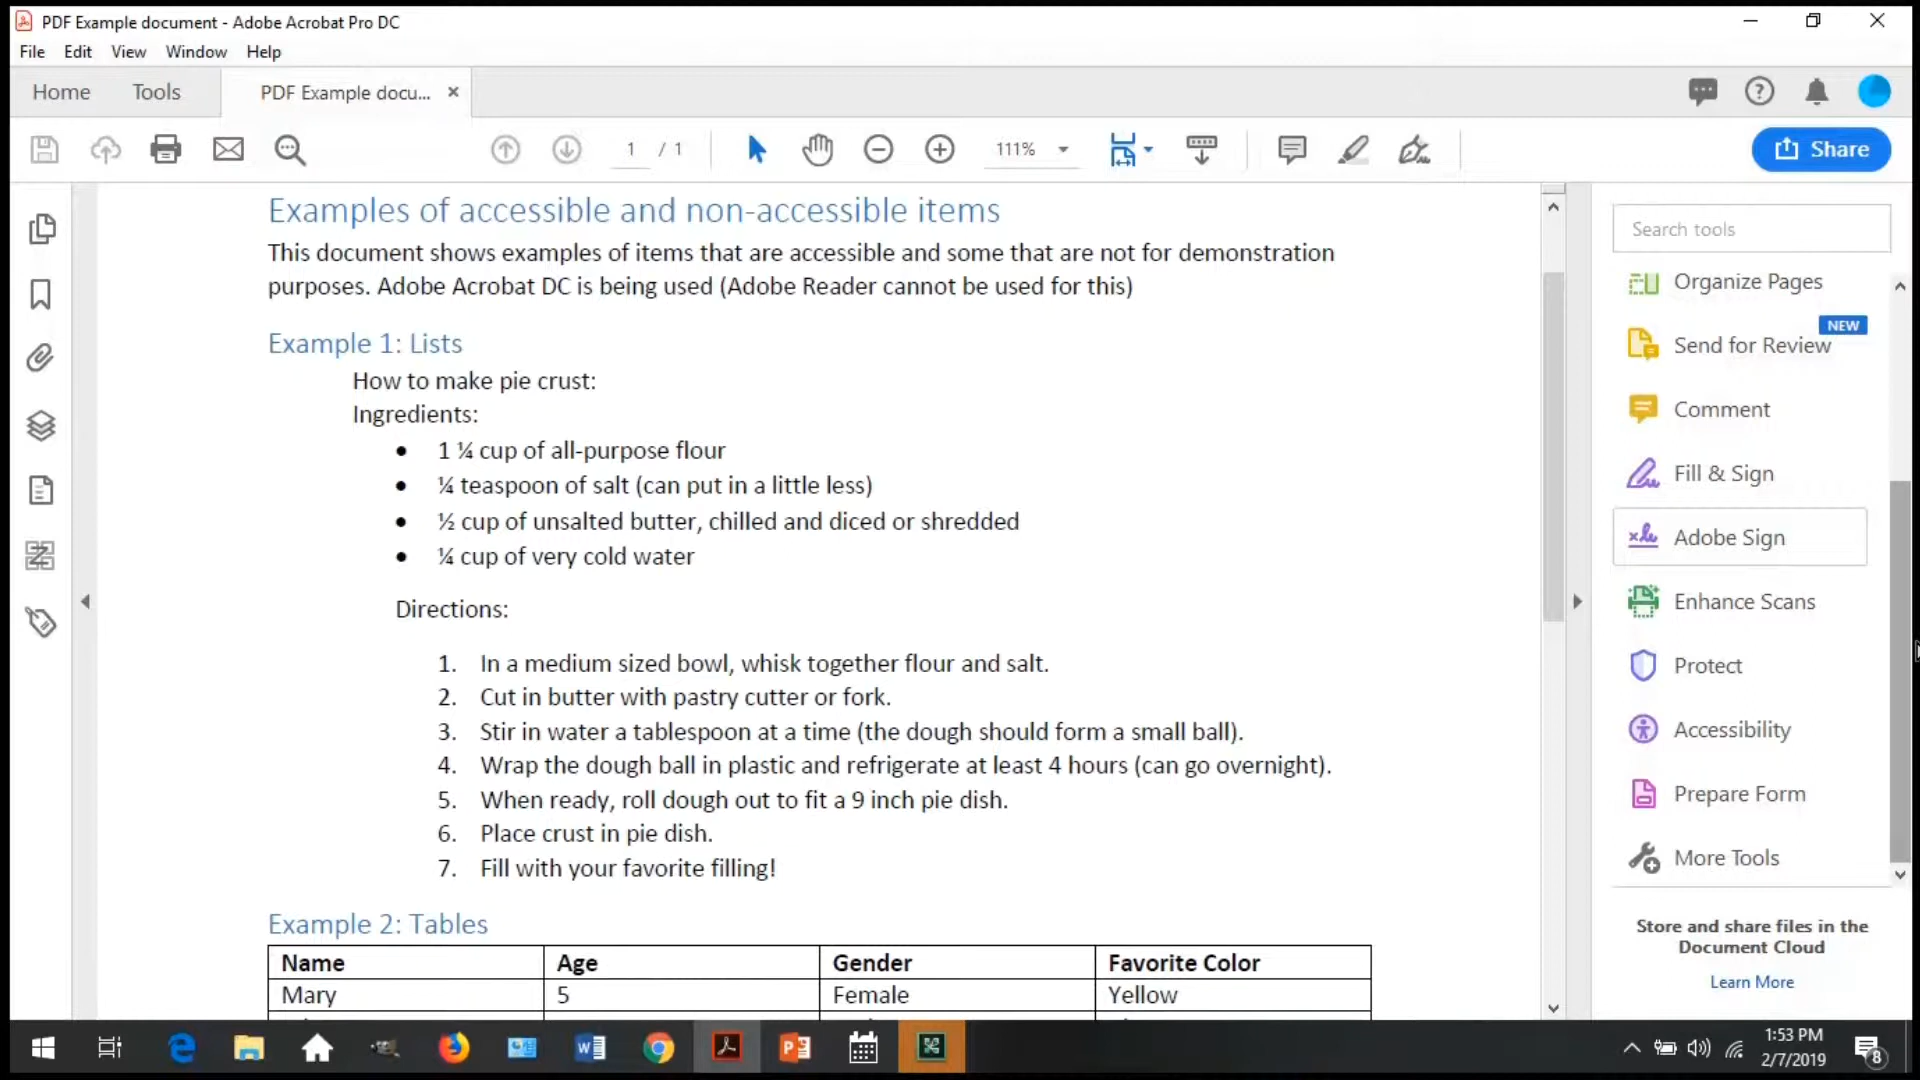 PDF Example document - Adobe Acrobat Pro DC
File Edit View Window Help
Home Tools PDF Example docu... ×
1 / 1 111% Share
Examples of accessible and non-accessible items
This document shows examples of items that are accessible and some that are not for demonstration
purposes. Adobe Acrobat DC is being used (Adobe Reader cannot be used for this)
Example 1: Lists
How to make pie crust:
Ingredients:
• 1 ¼ cup of all-purpose flour
• ¼ teaspoon of salt (can put in a little less)
• ½ cup of unsalted butter, chilled and diced or shredded
• ¼ cup of very cold water
Directions:
1. In a medium sized bowl, whisk together flour and salt.
2. Cut in butter with pastry cutter or fork.
3. Stir in water a tablespoon at a time (the dough should form a small ball).
4. Wrap the dough ball in plastic and refrigerate at least 4 hours (can go overnight).
5. When ready, roll dough out to fit a 9 inch pie dish.
6. Place crust in pie dish.
7. Fill with your favorite filling!
Example 2: Tables
Name Age Gender Favorite Color
Mary 5 Female Yellow
Search tools
Organize Pages
NEW
Send for Review
Comment
Fill & Sign
Adobe Sign
Enhance Scans
Protect
Accessibility
Prepare Form
More Tools
Store and share files in the
Document Cloud
Learn More
1:53 PM
2/7/2019
8